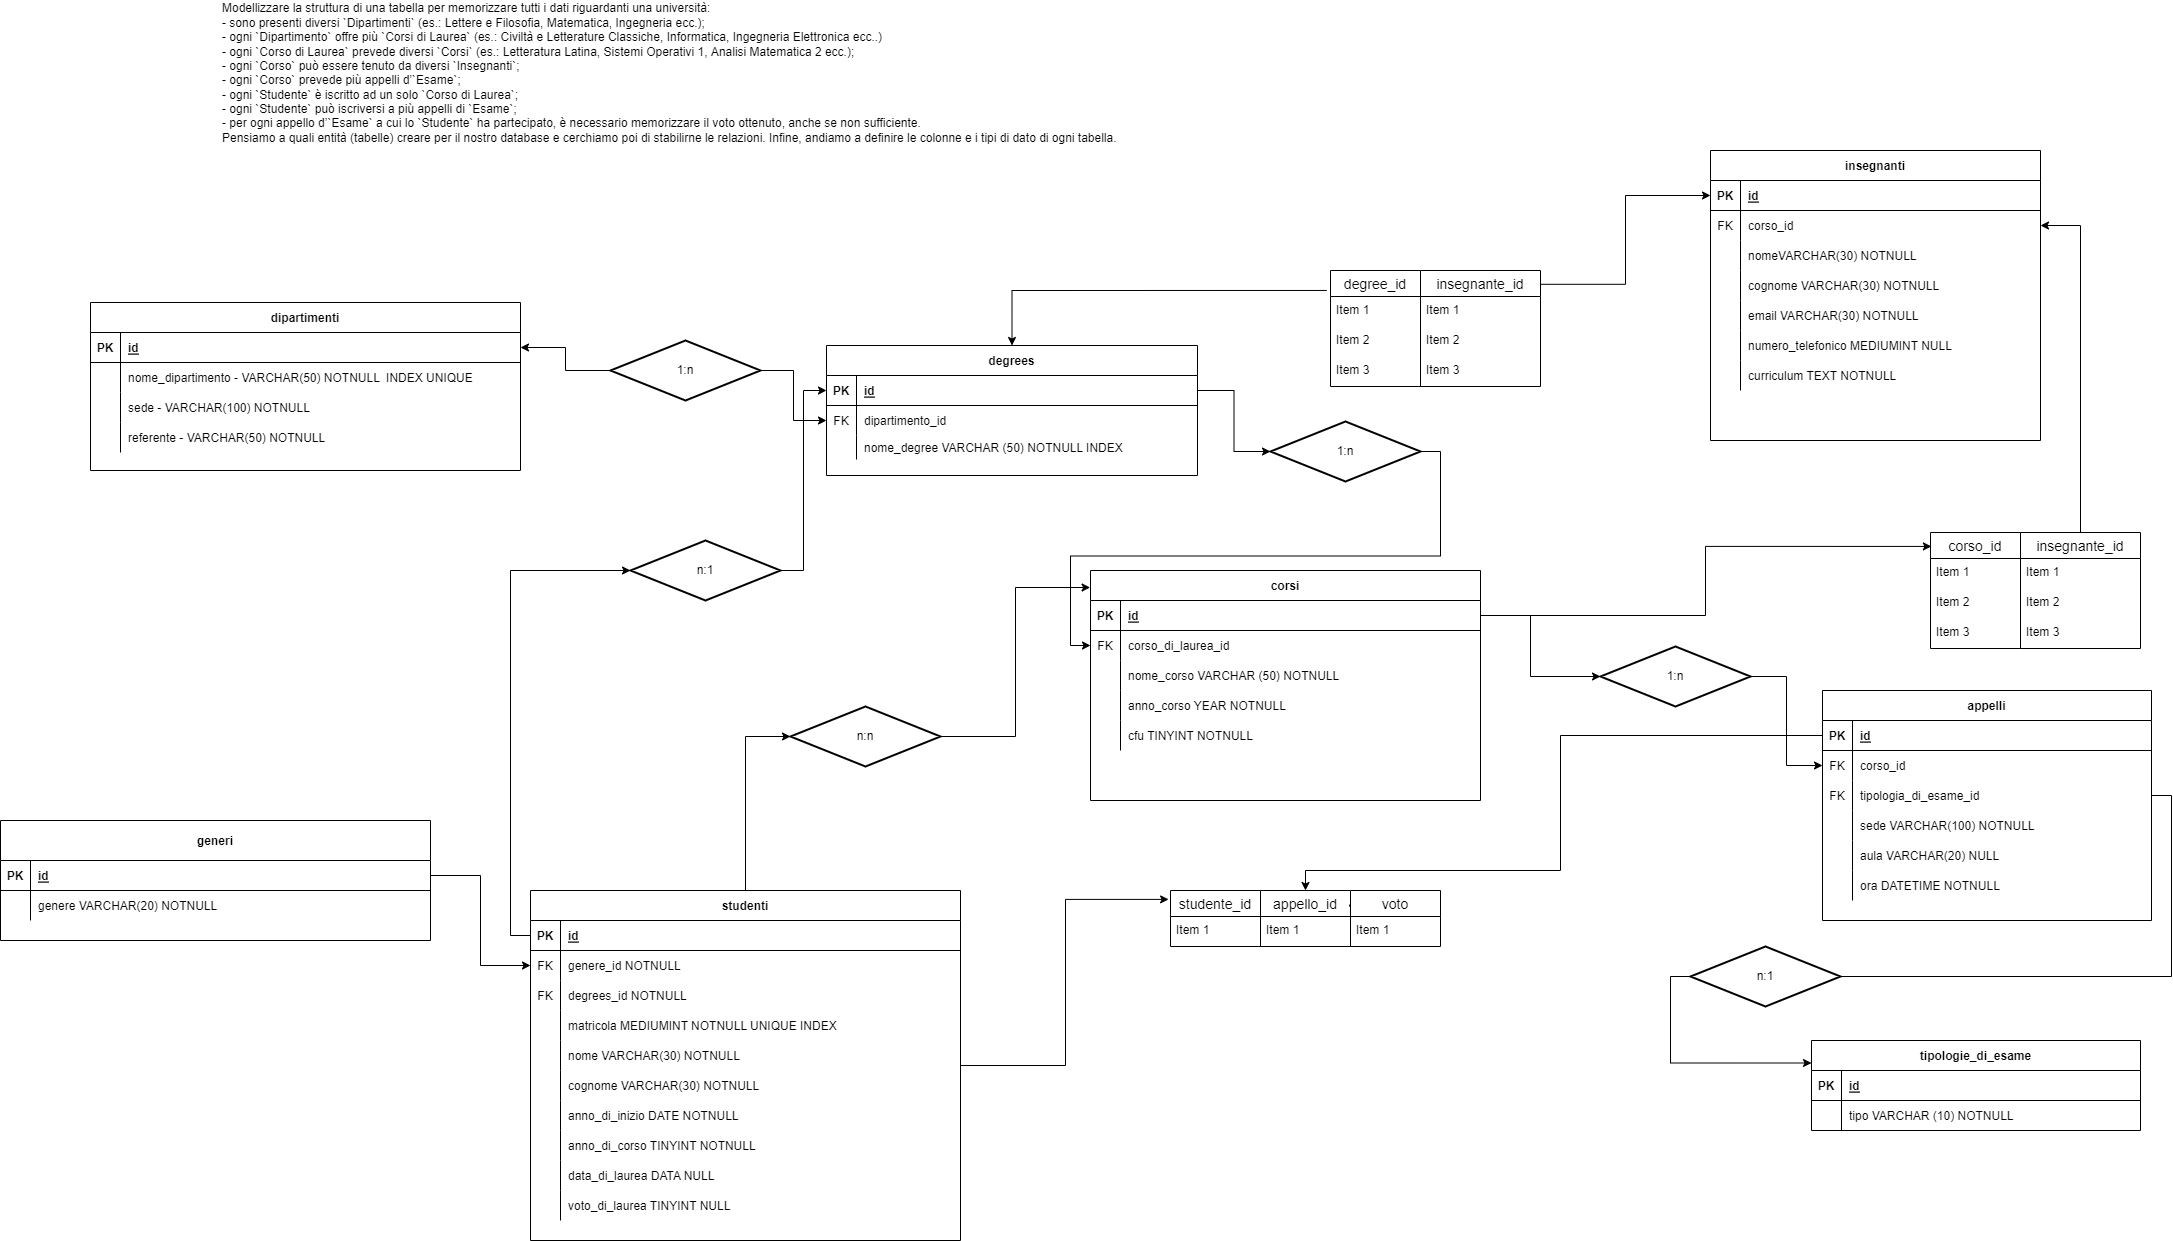 Modellizzare la struttura di una tabella per memorizzare tutti i dati riguardanti una università:
- sono presenti diversi `Dipartimenti` (es.: Lettere e Filosofia, Matematica, Ingegneria ecc.);
- ogni `Dipartimento` offre più `Corsi di Laurea` (es.: Civiltà e Letterature Classiche, Informatica, Ingegneria Elettronica ecc..)
- ogni `Corso di Laurea` prevede diversi `Corsi` (es.: Letteratura Latina, Sistemi Operativi 1, Analisi Matematica 2 ecc.);
- ogni `Corso` può essere tenuto da diversi `Insegnanti`;
- ogni `Corso` prevede più appelli d'`Esame`;
- ogni `Studente` è iscritto ad un solo `Corso di Laurea`;
- ogni `Studente` può iscriversi a più appelli di `Esame`;
- per ogni appello d'`Esame` a cui lo `Studente` ha partecipato, è necessario memorizzare il voto ottenuto, anche se non sufficiente.
Pensiamo a quali entità (tabelle) creare per il nostro database e cerchiamo poi di stabilirne le relazioni. Infine, andiamo a definire le colonne e i tipi di dato di ogni tabella.
insegnanti
PK id
FK corso_id
nomeVARCHAR(30) NOTNULL
cognome VARCHAR(30) NOTNULL
email VARCHAR(30) NOTNULL
numero_telefonico MEDIUMINT NULL
curriculum TEXT NOTNULL
degree_id insegnante_id
Item 1 Item 1
Item 2 Item 2
Item 3 Item 3
dipartimenti
PK id
nome_dipartimento - VARCHAR(50) NOTNULL INDEX UNIQUE
sede - VARCHAR(100) NOTNULL
referente - VARCHAR(50) NOTNULL
1:n
degrees
PK id
FK dipartimento_id
nome_degree VARCHAR (50) NOTNULL INDEX
1:n
n:1
corsi
PK id
FK corso_di_laurea_id
nome_corso VARCHAR (50) NOTNULL
anno_corso YEAR NOTNULL
cfu TINYINT NOTNULL
corso_id insegnante_id
Item 1 Item 1
Item 2 Item 2
Item 3 Item 3
1:n
n:n
appelli
PK id
FK corso_id
FK tipologia_di_esame_id
sede VARCHAR(100) NOTNULL
aula VARCHAR(20) NULL
ora DATETIME NOTNULL
generi
PK id
genere VARCHAR(20) NOTNULL
studenti
PK id
FK genere_id NOTNULL
FK degrees_id NOTNULL
matricola MEDIUMINT NOTNULL UNIQUE INDEX
nome VARCHAR(30) NOTNULL
cognome VARCHAR(30) NOTNULL
anno_di_inizio DATE NOTNULL
anno_di_corso TINYINT NOTNULL
data_di_laurea DATA NULL
voto_di_laurea TINYINT NULL
studente_id appello_id voto
Item 1 Item 1 Item 1
n:1
tipologie_di_esame
PK id
tipo VARCHAR (10) NOTNULL